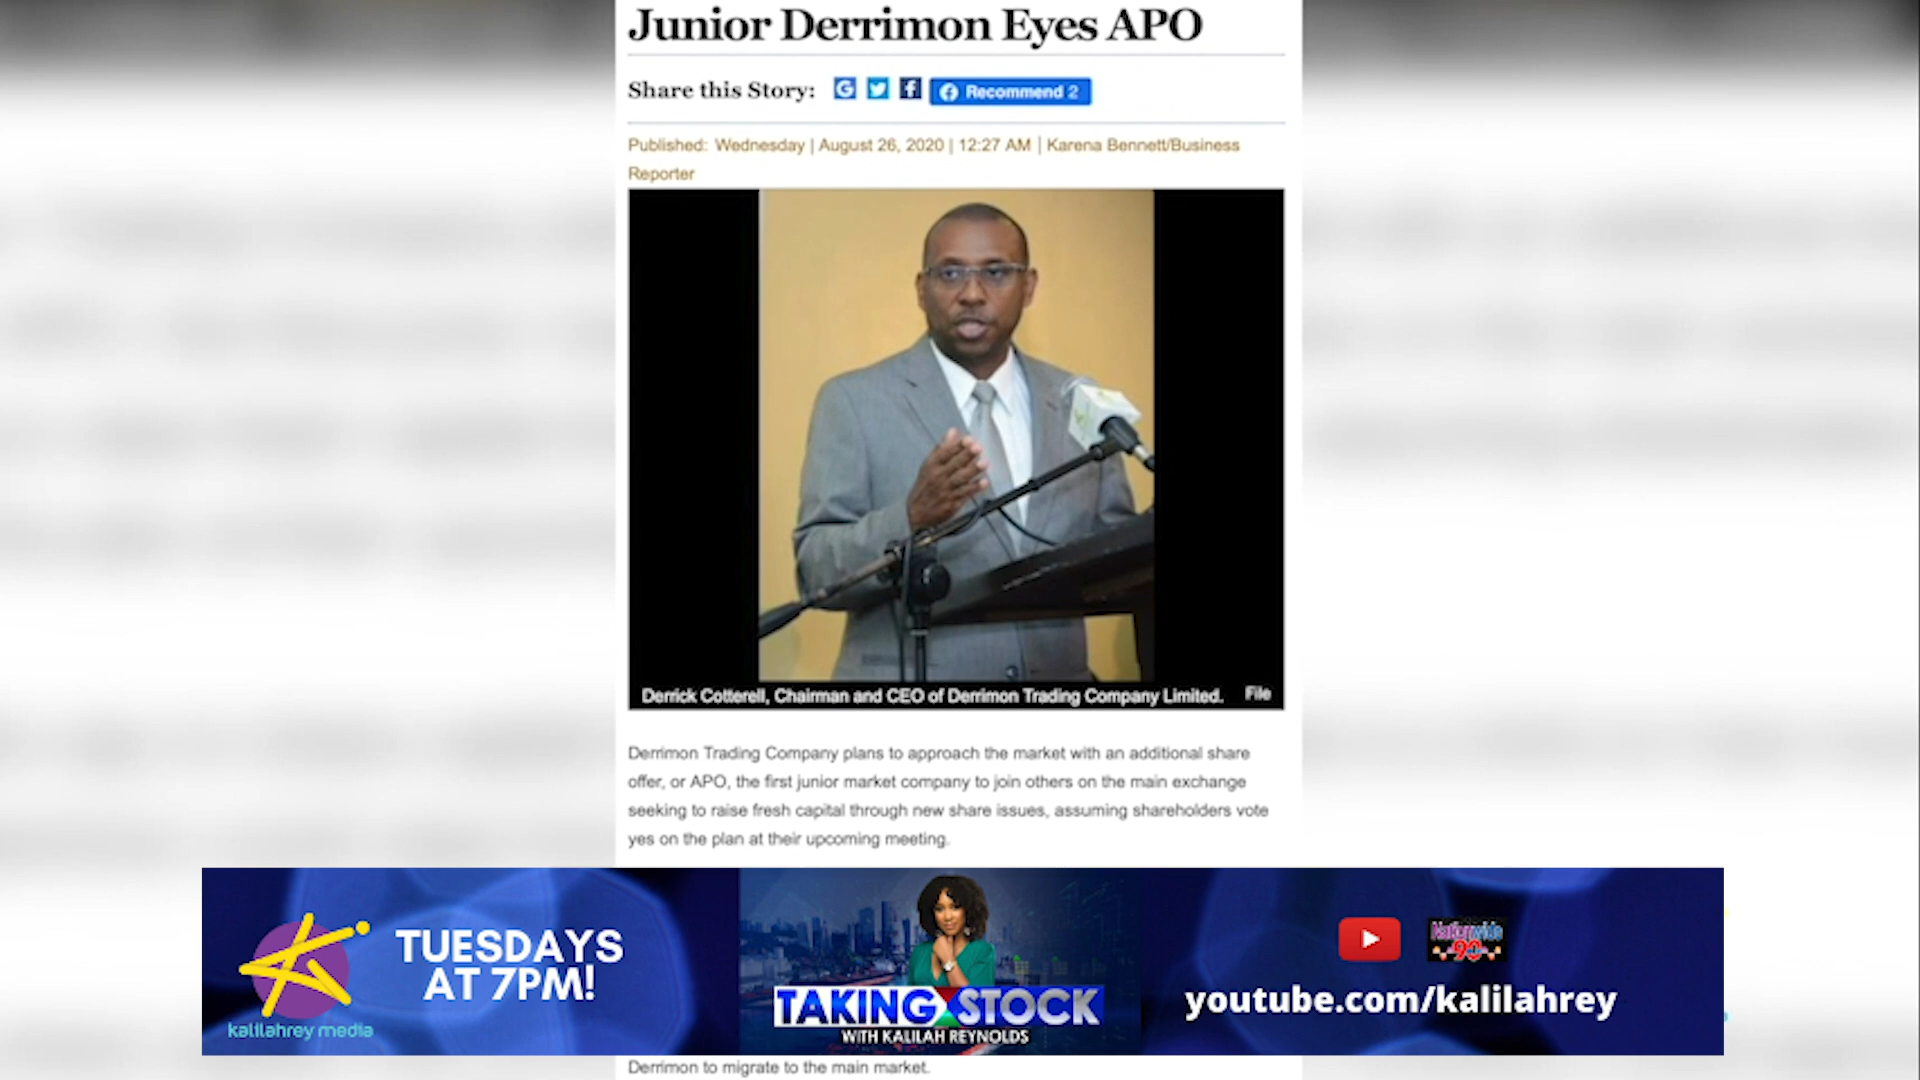 Junior Derrimon Eyes APO
Share this Story:
Recommend 2
Published: Wednesday | August 26, 2020 | 12:27 AM | Karena Bennett/Business
Reporter
Derrick Cotterell, Chairman and CEO of Derrimon Trading Company Limited.
File
Derrimon Trading Company plans to approach the market with an additional share
offer, or APO, the first junior market company to join others on the main exchange
seeking to raise fresh capital through new share issues, assuming shareholders vote
yes on the plan at their upcoming meeting.
kalilahrey media
TUESDAYS
AT 7PM!
TAKING STOCK
WITH KALILAH REYNOLDS
Nationwide
90
youtube.com/kalilahrey
Derrimon to migrate to the main market.